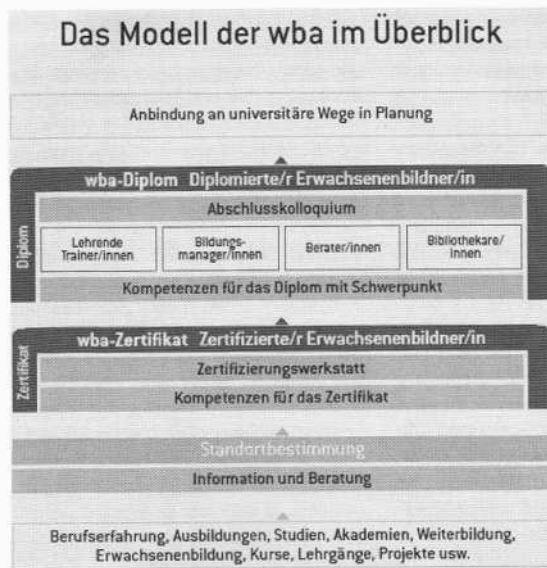 Das Modell der wba im Überblick
Anbindung an universitäre Wege in Planung
wba-Diplom Diplomierte/r Erwachsenenbildner/in
Abschlusskolloquium
Diplom
Lehrende
Trainer/innen
Bildungs-
manager/innen
Berater/innen
Bibliothekare/
innen
Kompetenzen für das Diplom mit Schwerpunkt
wba-Zertifikat Zertifizierte/r Erwachsenenbildner/in
Zertifikat
Zertifizierungswerkstatt
Kompetenzen für das Zertifikat
Standortbestimmung
Information und Beratung
Berufserfahrung, Ausbildungen, Studien, Akademien, Weiterbildung,
Erwachsenenbildung, Kurse, Lehrgänge, Projekte usw.